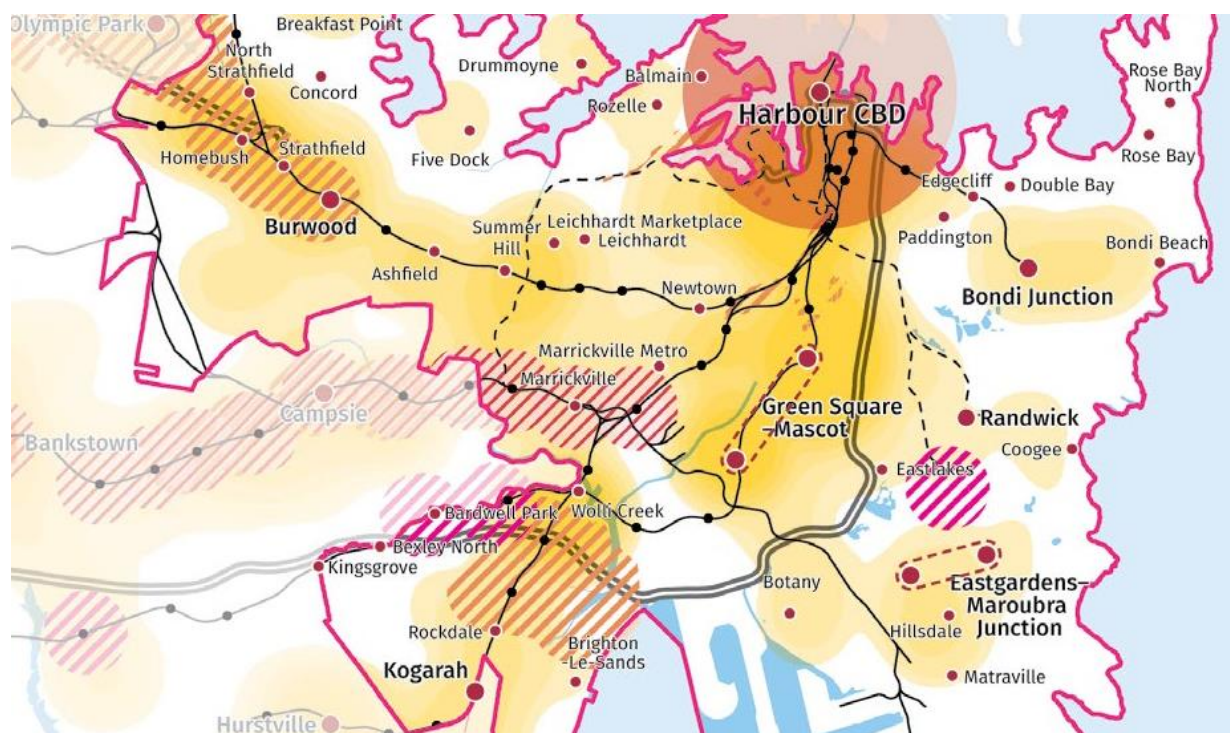 Olympic Park
Breakfast Point
North
Strathfield
Concord
Drummoyne
Balmain
Rozelle
Harbour CBD
Rose Bay
North
Rose Bay
Homebush
Strathfield
Five Dock
Burwood
Edgecliff
Double Bay
Paddington
Summer
Hill
Leichhardt Marketplace
Leichhardt
Bondi Beach
Ashfield
Newtown
Bondi Junction
Marrickville Metro
Marrickville
Campsie
Bankstown
Green Square
–Mascot
Randwick
Coogee
Eastlakes
Bardwell Park
Wolli Creek
Bexley North
Kingsgrove
Botany
Eastgardens–
Maroubra
Junction
Hillsdale
Rockdale
Brighton
-Le-Sands
Kogarah
Matraville
Hurstville